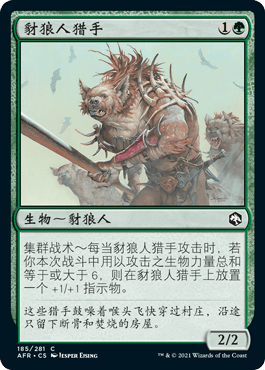 豺狼人猎手 1
生物～豺狼人
集群战术～每当豺狼人猎手攻击时，若
你本次战斗中用以攻击之生物力量总和
等于或大于 6，则在豺狼人猎手上放置
一个 +1/+1 指示物。
这些猎手鼓噪着喉头飞快穿过村庄，沿途
只留下断骨和焚烧的房屋。
2/2
185/281 C
AFR • CS Jesper Ejsing
™ & © 2021 Wizards of the Coast